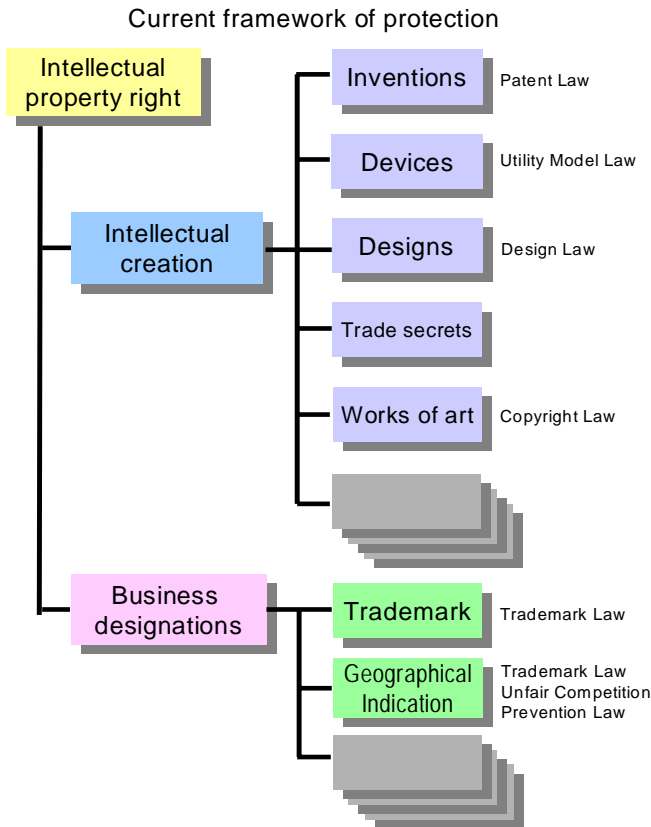 Current framework of protection
Intellectual
property right
Inventions
Patent Law
Devices
Utility Model Law
Intellectual
creation
Designs
Design Law
Trade secrets
Works of art
Copyright Law
Business
designations
Trademark
Trademark Law
Geographical
Indication
Trademark Law
Unfair Competition
Prevention Law